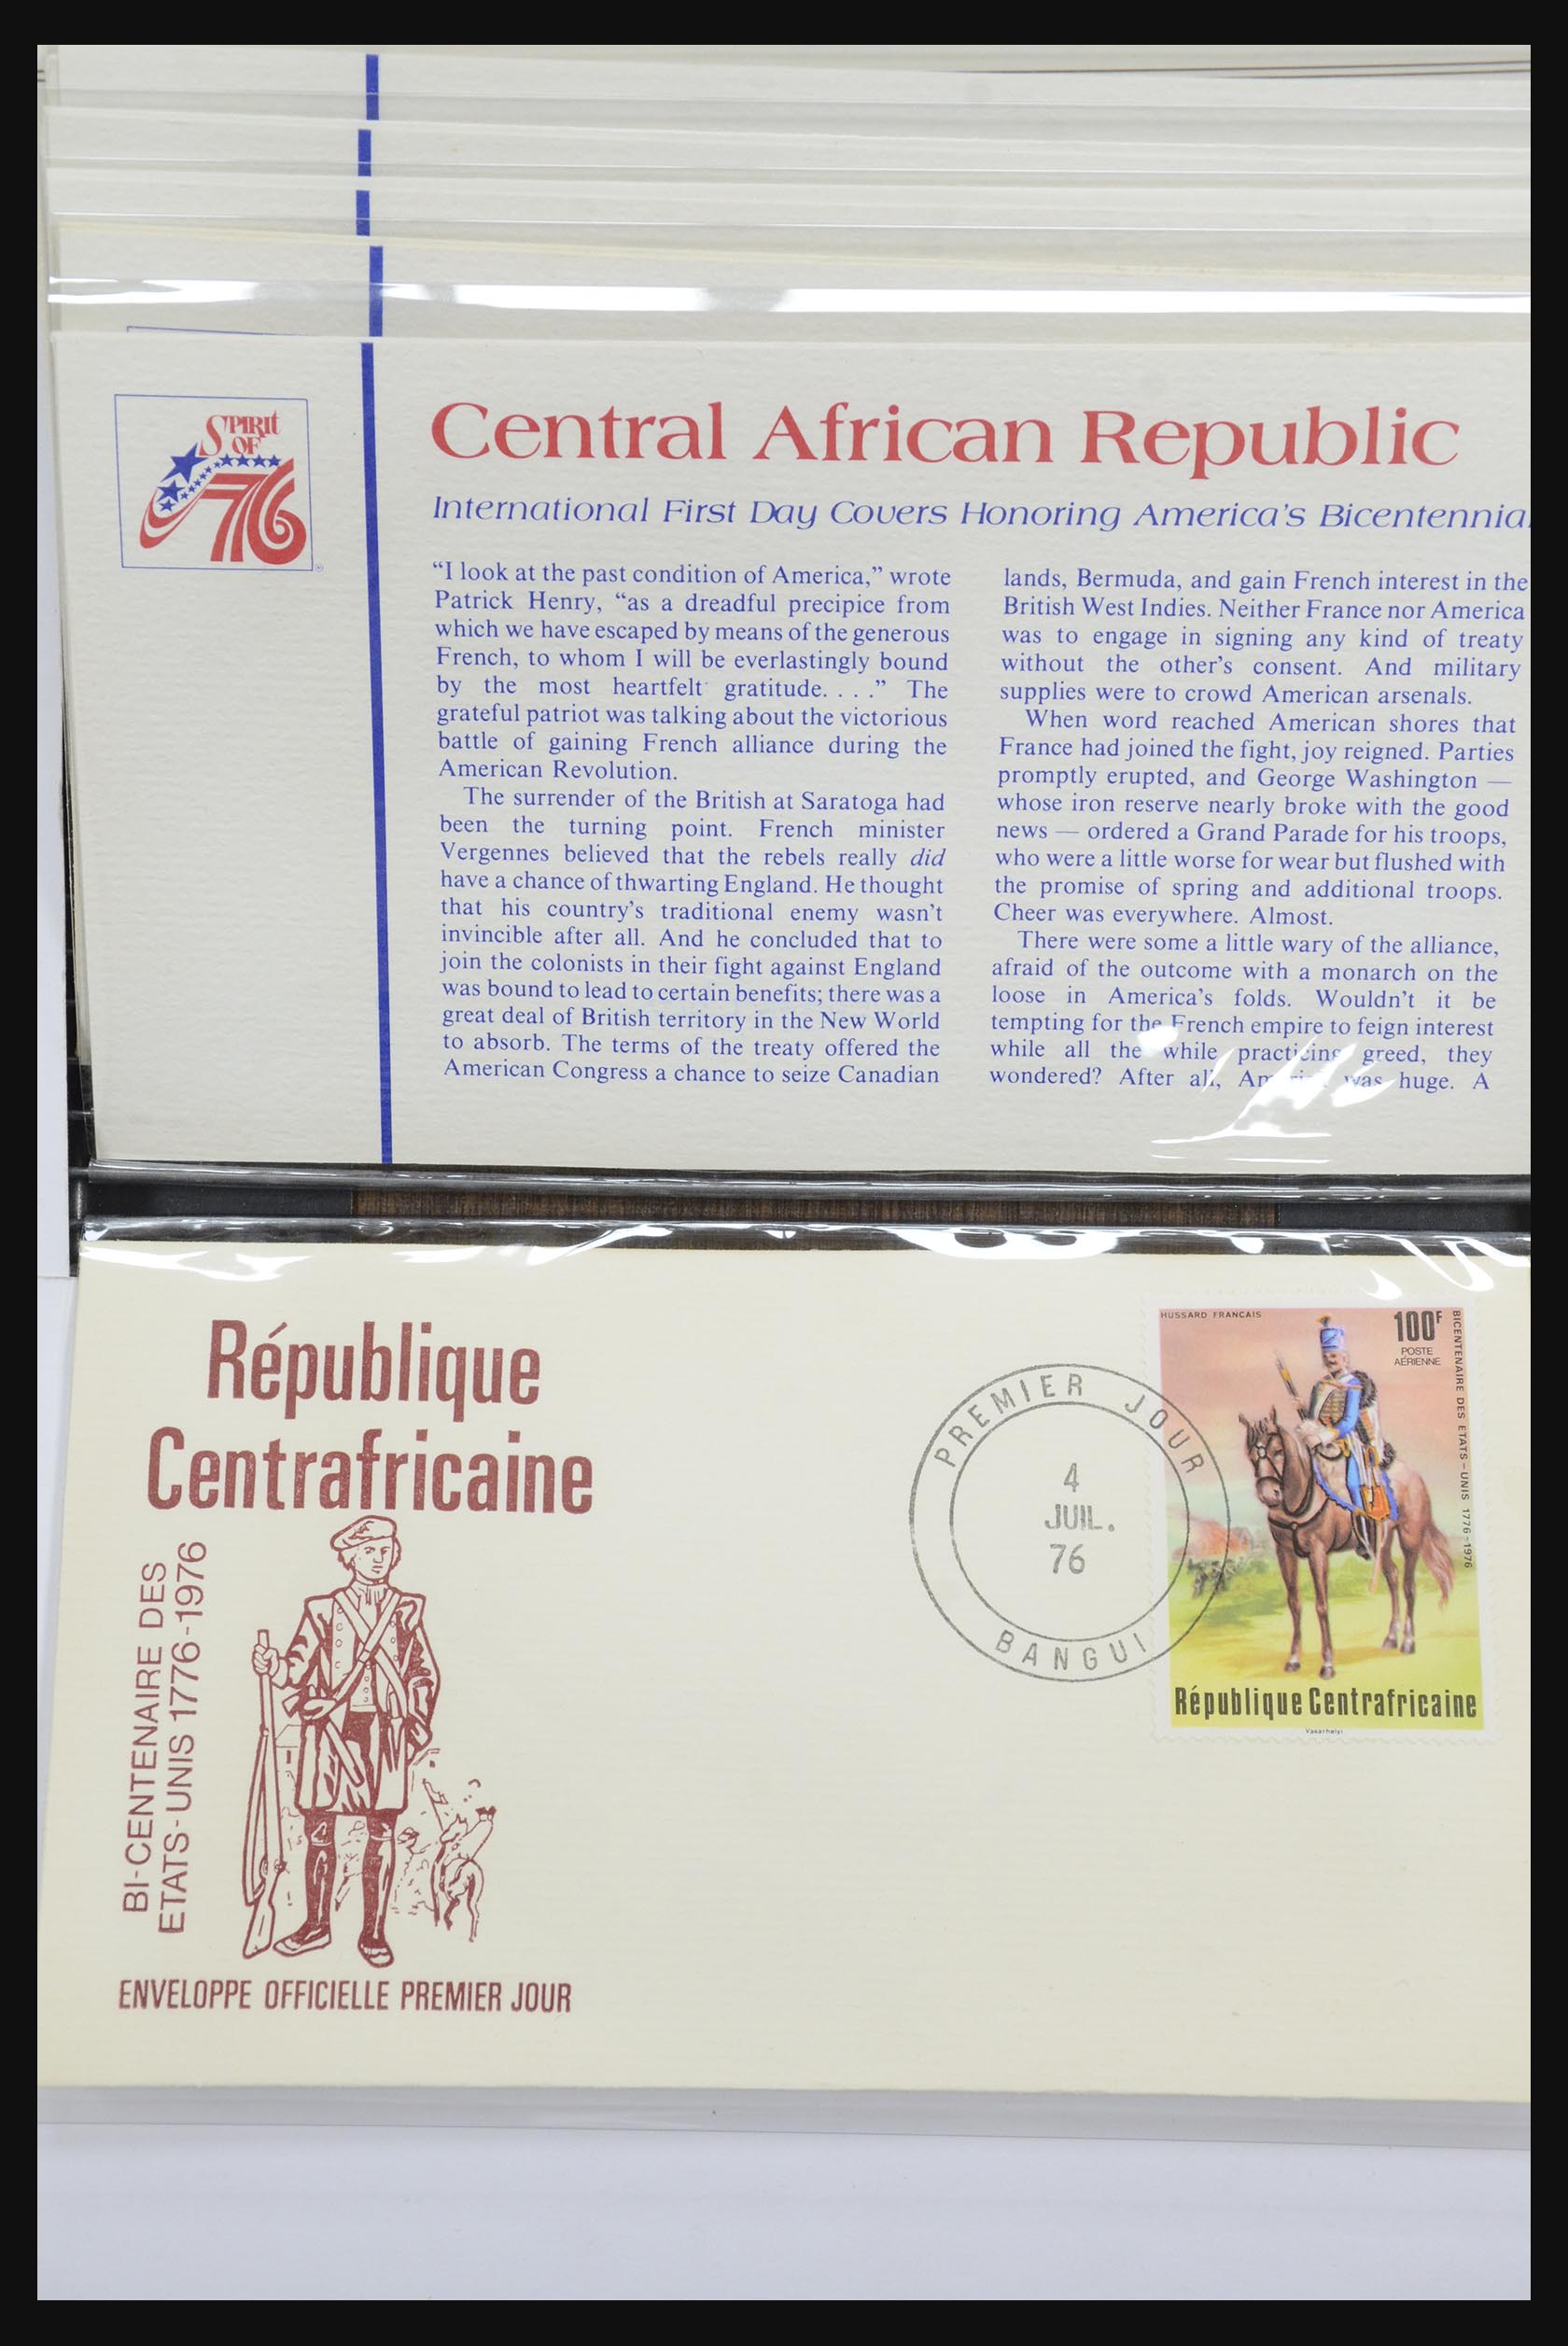 SPIRIT
OF
76
Central African Republic
International First Day Covers Honoring America's Bicentennial
“I look at the past condition of America,” wrote
Patrick Henry, “as a dreadful precipice from
which we have escaped by means of the generous
French, to whom I will be everlastingly bound
by the most heartfelt gratitude. . . .” The
grateful patriot was talking about the victorious
battle of gaining French alliance during the
American Revolution.
The surrender of the British at Saratoga had
been the turning point. French minister
Vergennes believed that the rebels really did
have a chance of thwarting England. He thought
that his country's traditional enemy wasn't
invincible after all. And he concluded that to
join the colonists in their fight against England
was bound to lead to certain benefits; there was a
great deal of British territory in the New World
to absorb. The terms of the treaty offered the
American Congress a chance to seize Canadian
lands, Bermuda, and gain French interest in the
British West Indies. Neither France nor America
was to engage in signing any kind of treaty
without the other's consent. And military
supplies were to crowd American arsenals.
When word reached American shores that
France had joined the fight, joy reigned. Parties
promptly erupted, and George Washington —
whose iron reserve nearly broke with the good
news — ordered a Grand Parade for his troops,
who were a little worse for wear but flushed with
the promise of spring and additional troops.
Cheer was everywhere. Almost.
There were some a little wary of the alliance,
afraid of the outcome with a monarch on the
loose in America's folds. Wouldn't it be
tempting for the French empire to feign interest
while all the while practicing greed, they
wondered? After all, America was huge. A
République
Centrafricaine
BI-CENTENAIRE DES
ETATS-UNIS 1776-1976
ENVELOPPE OFFICIELLE PREMIER JOUR
PREMIER JOUR
4
JUIL.
76
BANGUI
HUSSARD FRANCAIS
100F
POSTE
AÉRIENNE
BICENTENAIRE DES ETATS-UNIS 1776-1976
République Centrafricaine
Vasarhelyi